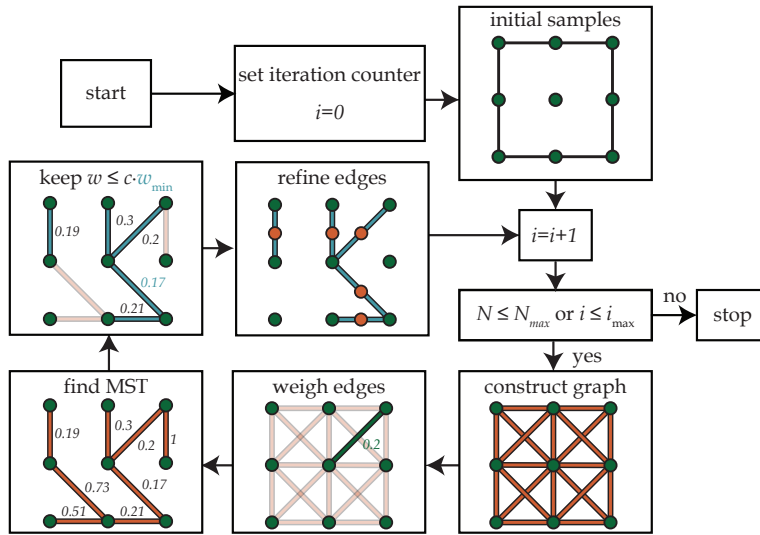 start
set iteration counter
i=0
initial samples
i=i+1
N ≤ N_max or i ≤ i_max
no
stop
yes
construct graph
weigh edges
0.2
find MST
0.19
0.3
0.2
1
0.73
0.17
0.51
0.21
keep w ≤ c·w_min
0.19
0.3
0.2
0.17
0.21
refine edges